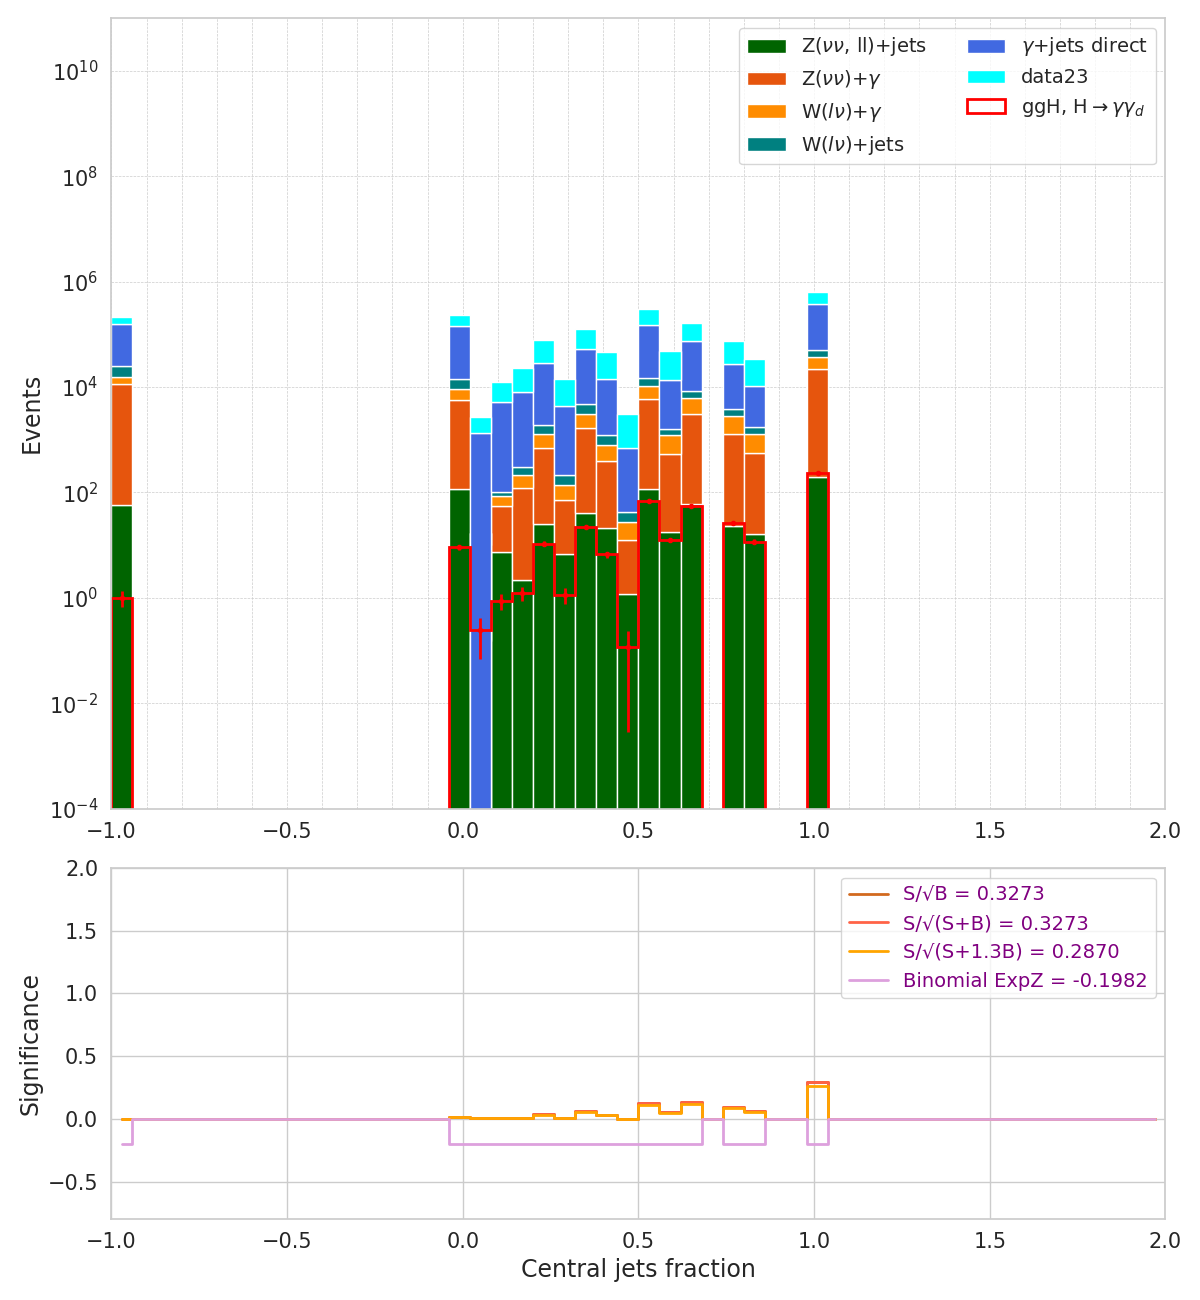 Z(νν, ll)+jets
Z(νν)+γ
W(lν)+γ
W(lν)+jets
γ+jets direct
data23
ggH, H→γγ_d
Events
10^10
10^8
10^6
10^4
10^2
10^0
10^−2
10^−4
−1.0 −0.5 0.0 0.5 1.0 1.5 2.0
S/√B = 0.3273
S/√(S+B) = 0.3273
S/√(S+1.3B) = 0.2870
Binomial ExpZ = -0.1982
Significance
2.0
1.5
1.0
0.5
0.0
−0.5
−1.0 −0.5 0.0 0.5 1.0 1.5 2.0
Central jets fraction